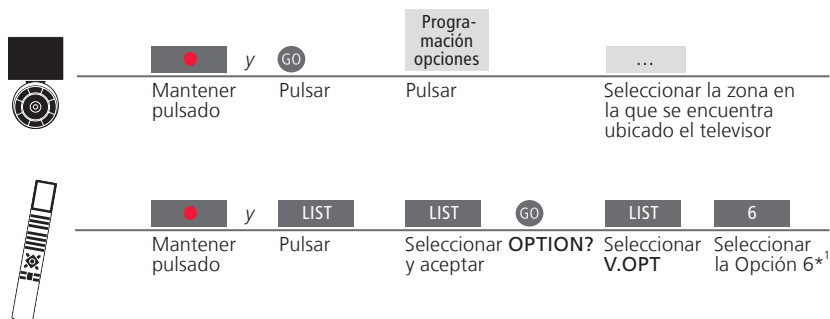 Progra-
mación
opciones
y GO ...
Mantener Pulsar Pulsar Seleccionar la zona en
pulsado la que se encuentra
ubicado el televisor
y LIST LIST GO LIST 6
Mantener Pulsar Seleccionar OPTION? Seleccionar Seleccionar
pulsado y aceptar V.OPT la Opción 6*1